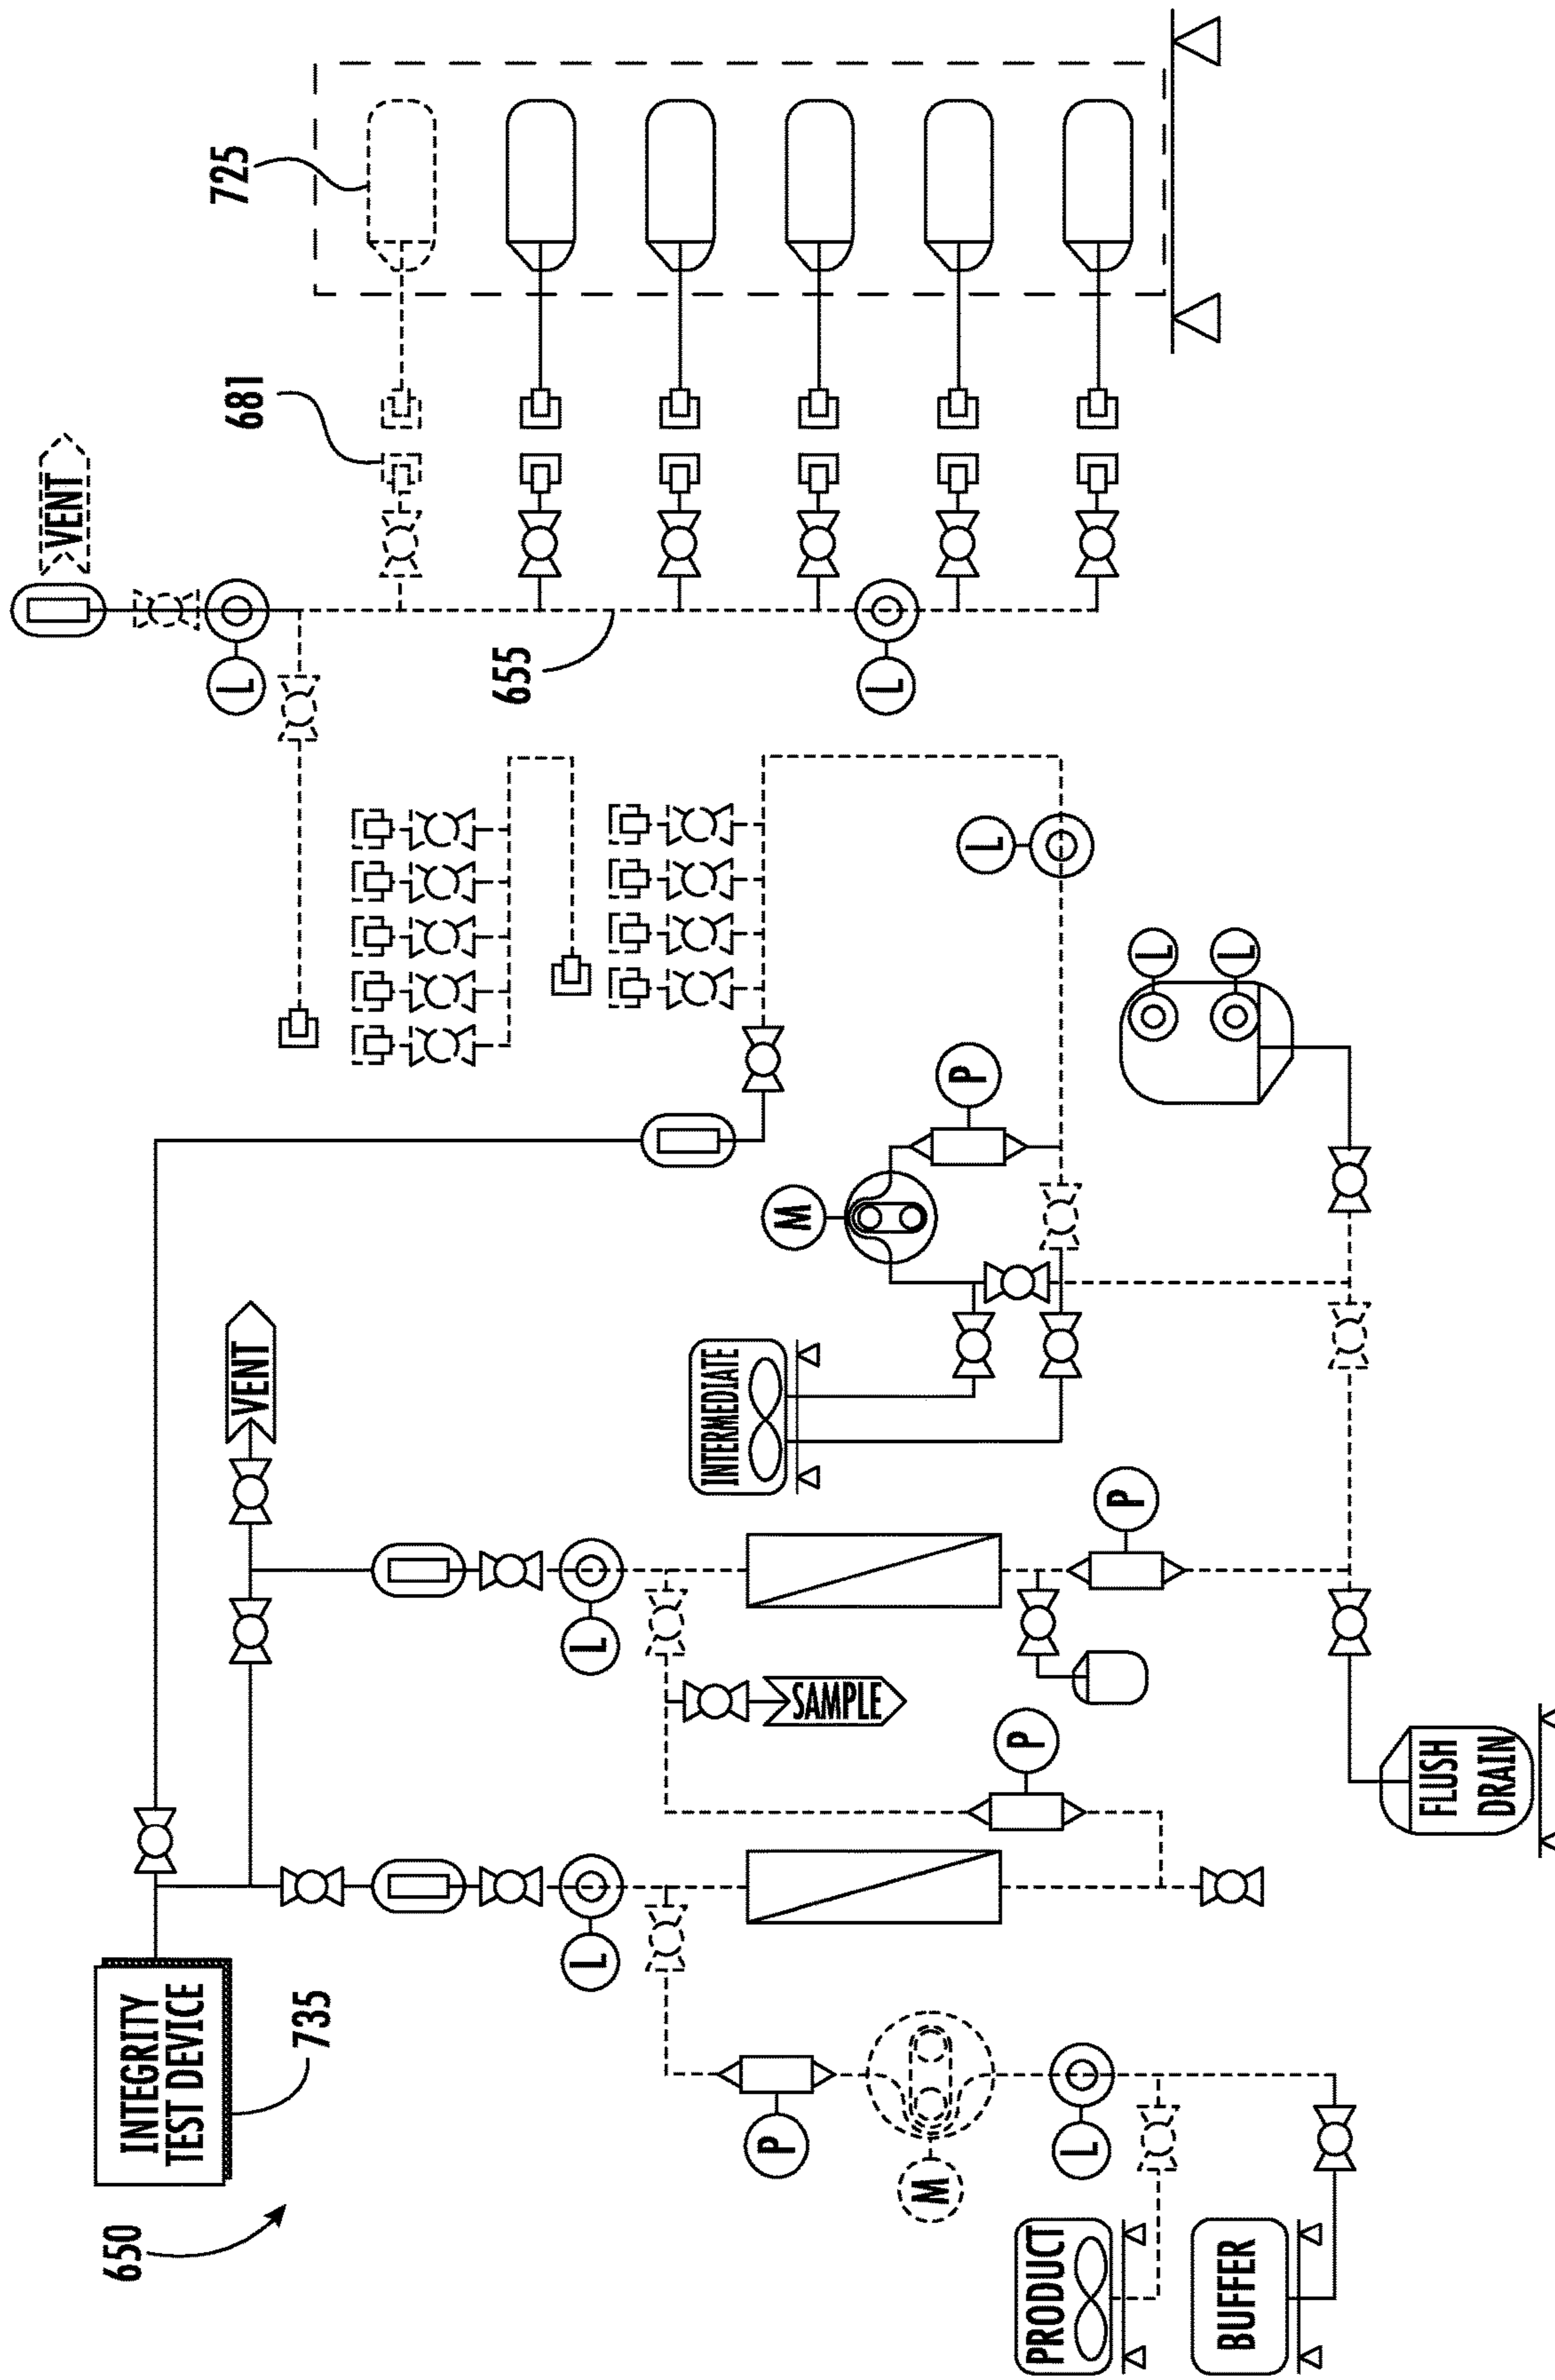 VENT
650
INTEGRITY
TEST DEVICE
735
VENT
L
681
725
L
L
655
INTERMEDIATE
P
M
SAMPLE
L
M
P
L
P
PRODUCT
L
P
L
L
BUFFER
FLUSH
DRAIN